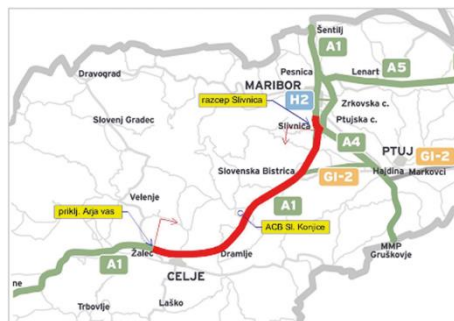 Šentilj
A1
Pesnica
Lenart
A5
Dravograd
MARIBOR
razcep Slivnica
H2
Zrkovska c.
Slovenj Gradec
Slivnica
Ptujska c.
A4
PTUJ
GI-2
Slovenska Bistrica
Hajdina
Markovci
GI-2
Velenje
priklj. Arja vas
A1
ACB Sl. Konjice
MMP
Gruškovje
A1
Žalec
Dramlje
CELJE
ne
Laško
Trbovlje